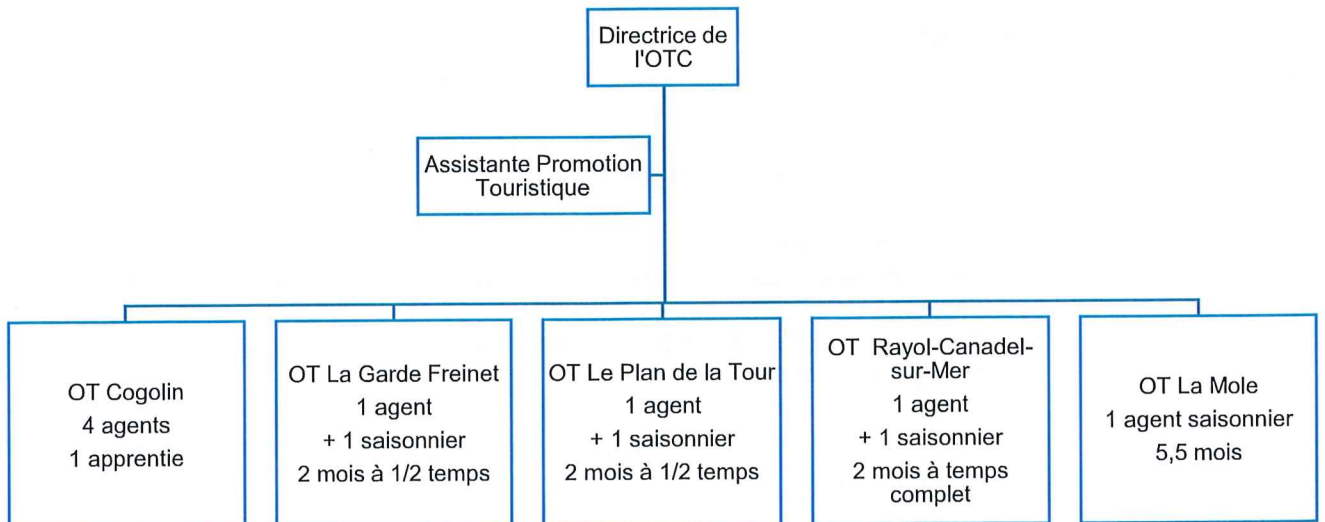 Directrice de
l'OTC
Assistante Promotion
Touristique
OT Cogolin
4 agents
1 apprentie
OT La Garde Freinet
1 agent
+ 1 saisonnier
2 mois à 1/2 temps
OT Le Plan de la Tour
1 agent
+ 1 saisonnier
2 mois à 1/2 temps
OT Rayol-Canadel-
sur-Mer
1 agent
+ 1 saisonnier
2 mois à temps
complet
OT La Mole
1 agent saisonnier
5,5 mois